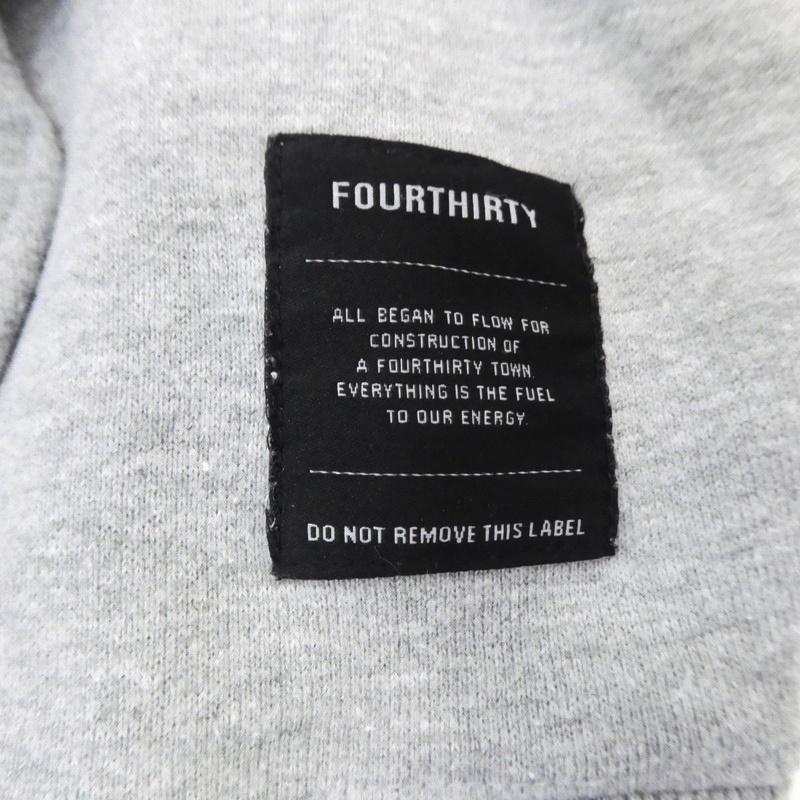 FOURTHIRTY
ALL BEGAN TO FLOW FOR
CONSTRUCTION OF
A FOURTHIRTY TOWN.
EVERYTHING IS THE FUEL
TO OUR ENERGY.
DO NOT REMOVE THIS LABEL